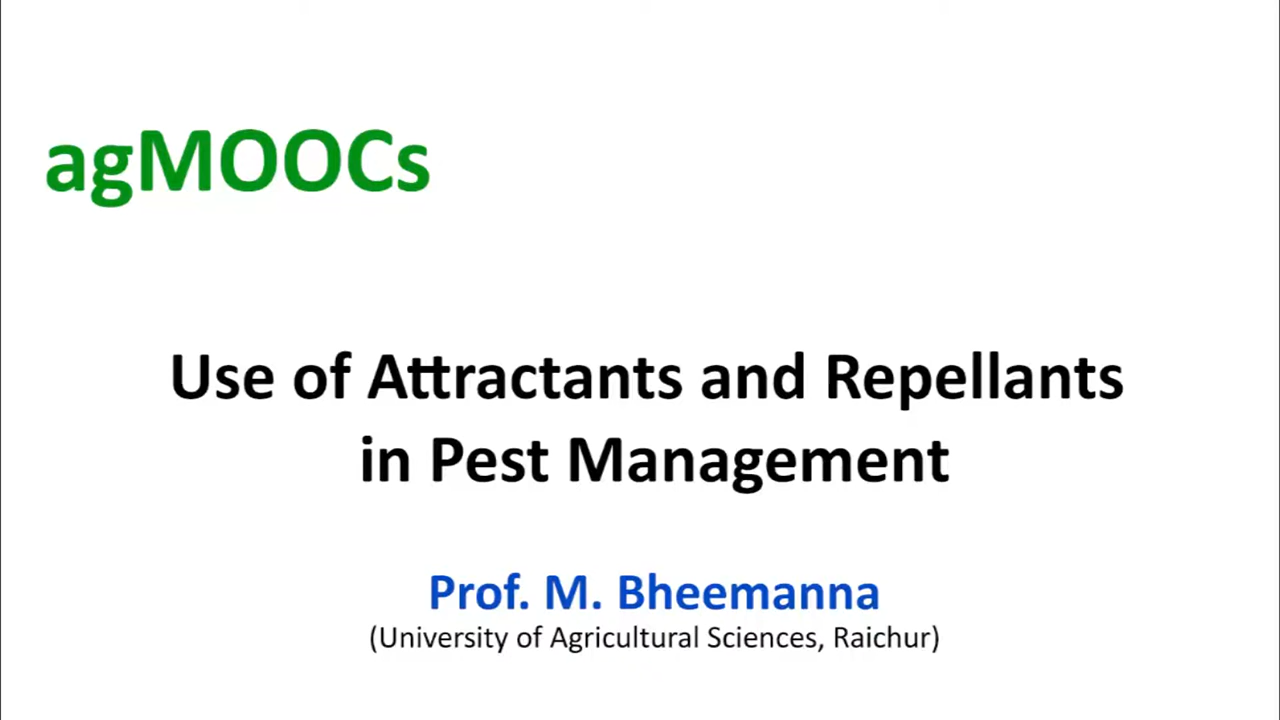 agMOOCs
Use of Attractants and Repellants
in Pest Management
Prof. M. Bheemanna
(University of Agricultural Sciences, Raichur)